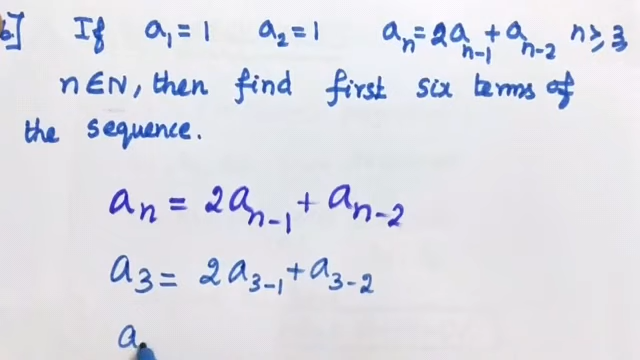 If a₁ = 1 a₂ = 1 aₙ = 2aₙ₋₁ + aₙ₋₂ n ≥ 3
n∈N, then find first six terms of
the sequence.
aₙ = 2aₙ₋₁ + aₙ₋₂
a₃ = 2a₃₋₁ + a₃₋₂
a